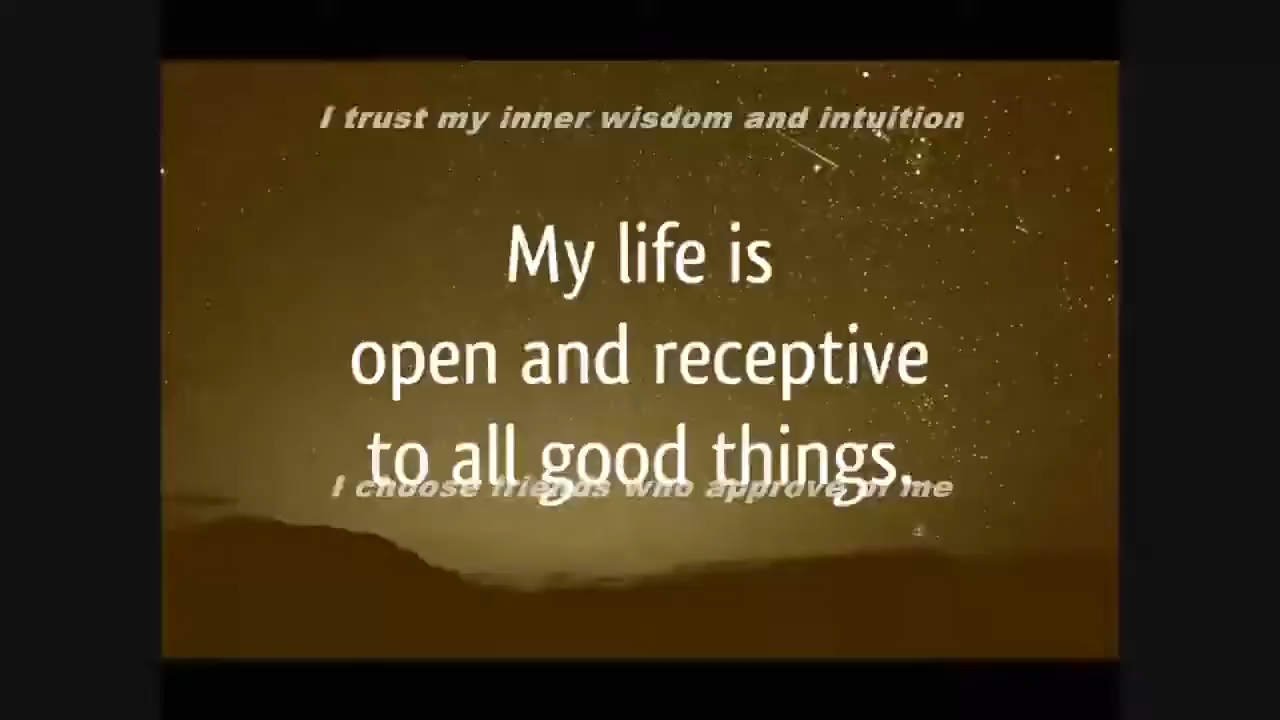 I trust my inner wisdom and intuition
My life is
open and receptive
to all good things.
I choose friends who approve of me